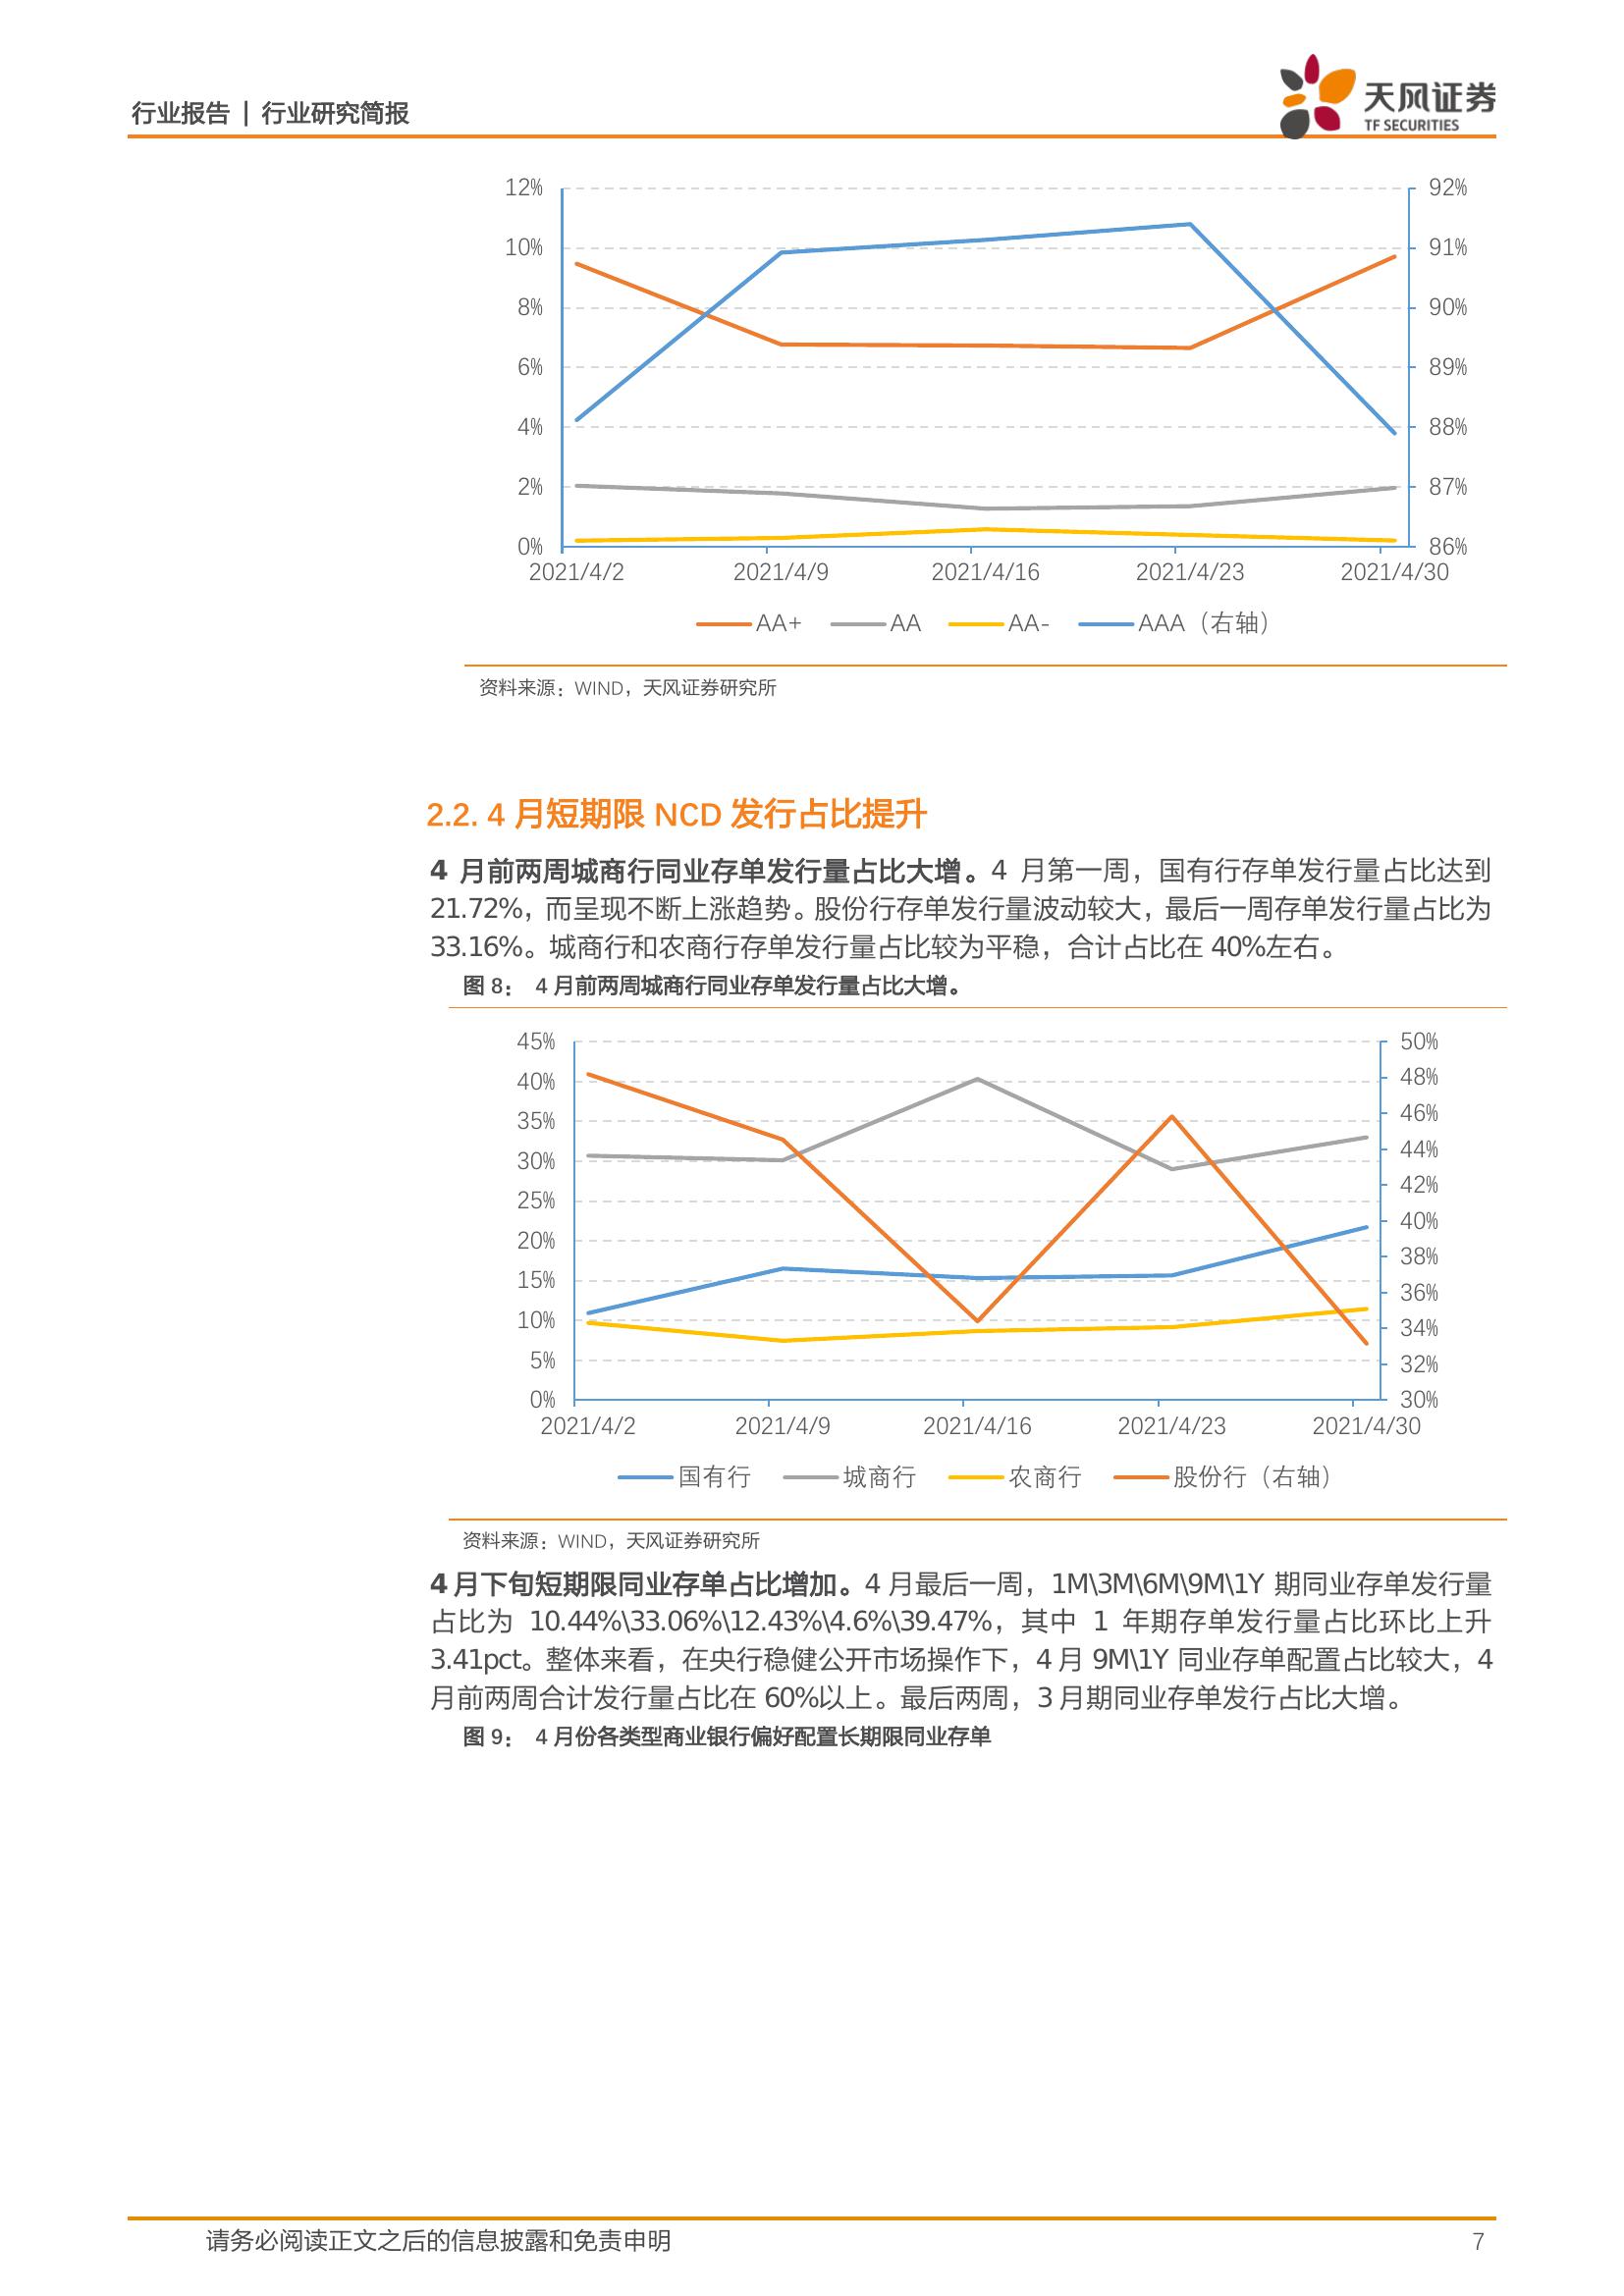 行业报告 | 行业研究简报
天风证券
TF SECURITIES
12%
10%
8%
6%
4%
2%
0%
92%
91%
90%
89%
88%
87%
86%
2021/4/2 2021/4/9 2021/4/16 2021/4/23 2021/4/30
AA+ AA AA- AAA（右轴）
资料来源：WIND，天风证券研究所
2.2. 4 月短期限 NCD 发行占比提升
4 月前两周城商行同业存单发行量占比大增。4 月第一周，国有行存单发行量占比达到
21.72%，而呈现不断上涨趋势。股份行存单发行量波动较大，最后一周存单发行量占比为
33.16%。城商行和农商行存单发行量占比较为平稳，合计占比在 40%左右。
图 8： 4 月前两周城商行同业存单发行量占比大增。
45%
40%
35%
30%
25%
20%
15%
10%
5%
0%
50%
48%
46%
44%
42%
40%
38%
36%
34%
32%
30%
2021/4/2 2021/4/9 2021/4/16 2021/4/23 2021/4/30
国有行 城商行 农商行 股份行（右轴）
资料来源：WIND，天风证券研究所
4 月下旬短期限同业存单占比增加。4 月最后一周，1M\3M\6M\9M\1Y 期同业存单发行量
占比为 10.44%\33.06%\12.43%\4.6%\39.47%，其中 1 年期存单发行量占比环比上升
3.41pct。整体来看，在央行稳健公开市场操作下，4 月 9M\1Y 同业存单配置占比较大，4
月前两周合计发行量占比在 60%以上。最后两周，3 月期同业存单发行占比大增。
图 9： 4 月份各类型商业银行偏好配置长期限同业存单
请务必阅读正文之后的信息披露和免责申明 7